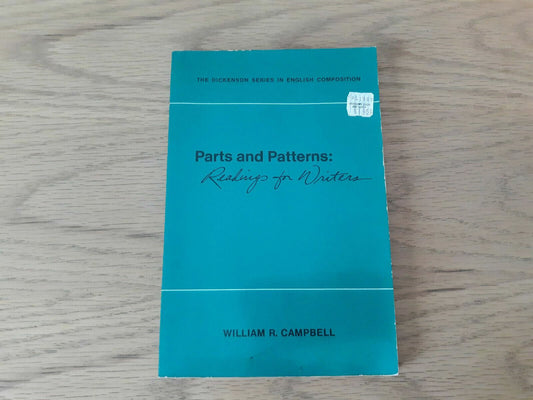 THE DICKENSON SERIES IN ENGLISH COMPOSITION
Parts and Patterns:
Readings for Writers
WILLIAM R. CAMPBELL